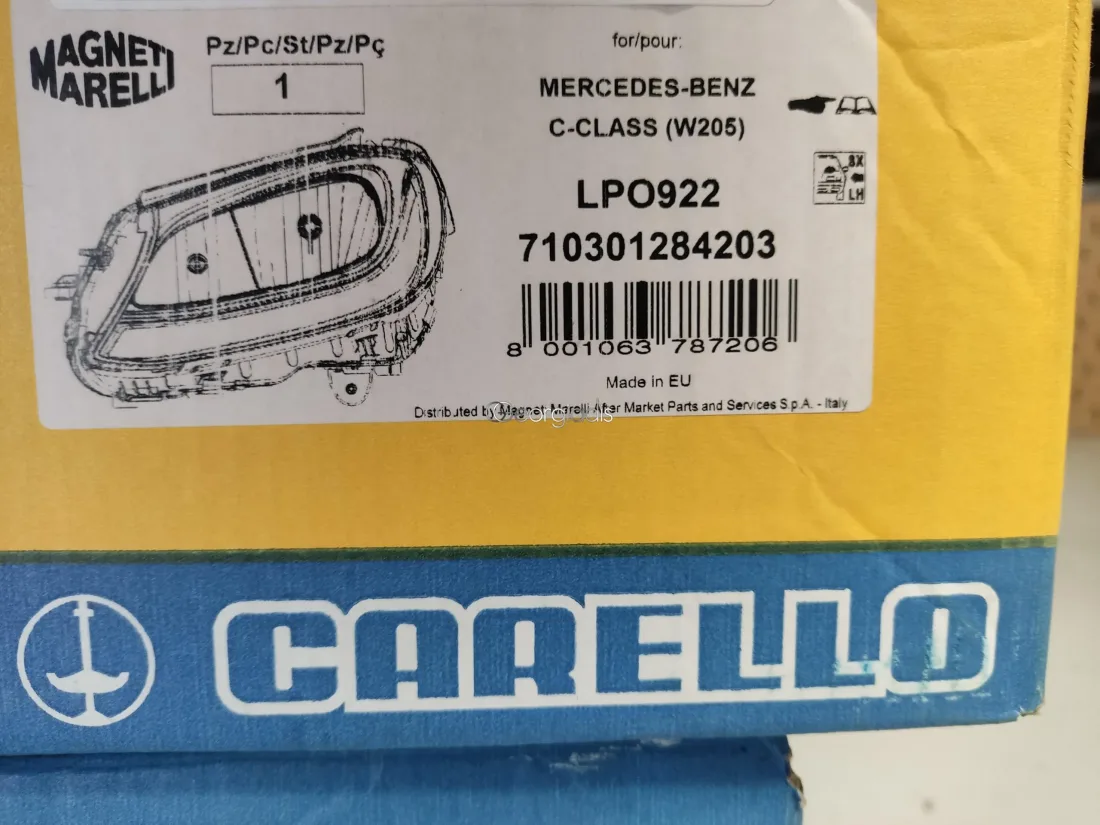 MAGNETI
MARELLI
Pz/Pc/St/Pz/Pç
1
for/pour:
MERCEDES-BENZ
C-CLASS (W205)
SX
LH
LPO922
710301284203
8 001063 787206
Made in EU
Distributed by Magneti Marelli After Market Parts and Services S.p.A. - Italy
CARELLO